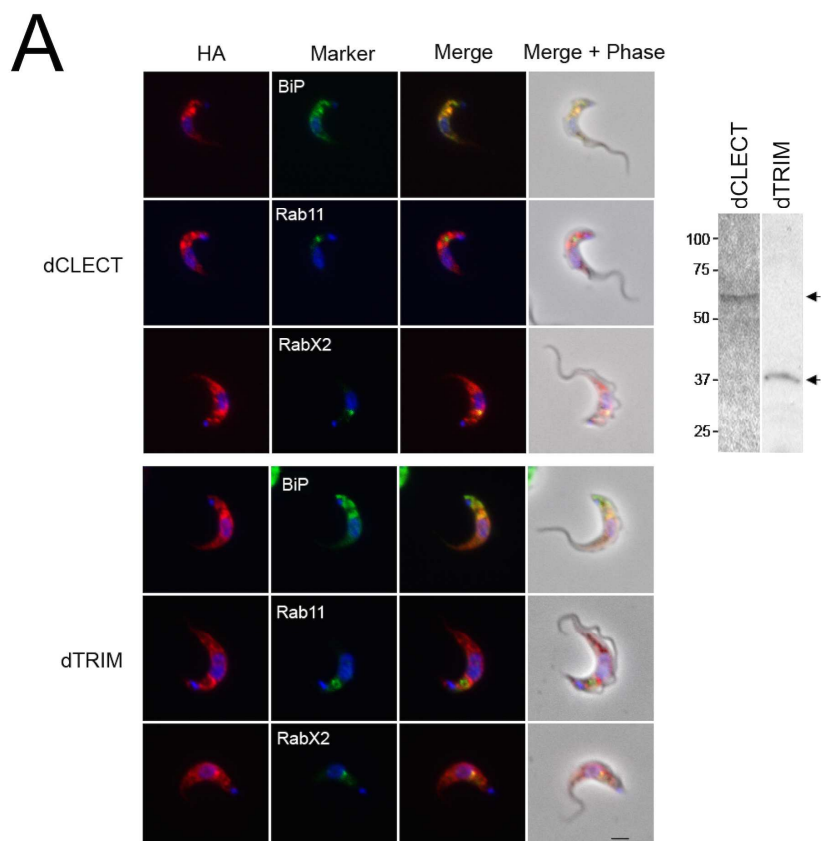 A
HA Marker Merge Merge + Phase
BiP
Rab11
dCLECT
RabX2
BiP
Rab11
dTRIM
RabX2
dCLECT
dTRIM
100
75
50
37
25